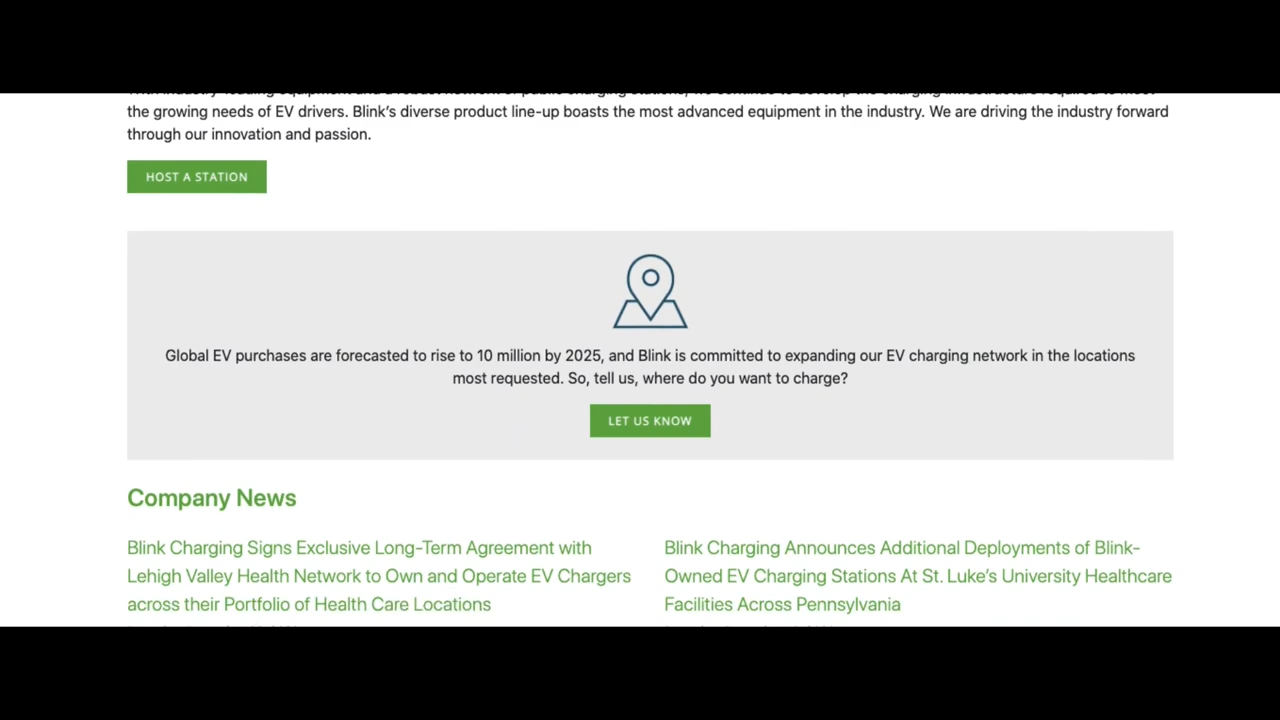 the growing needs of EV drivers. Blink's diverse product line-up boasts the most advanced equipment in the industry. We are driving the industry forward
through our innovation and passion.
HOST A STATION
Global EV purchases are forecasted to rise to 10 million by 2025, and Blink is committed to expanding our EV charging network in the locations
most requested. So, tell us, where do you want to charge?
LET US KNOW
Company News
Blink Charging Signs Exclusive Long-Term Agreement with
Lehigh Valley Health Network to Own and Operate EV Chargers
across their Portfolio of Health Care Locations
Blink Charging Announces Additional Deployments of Blink-
Owned EV Charging Stations At St. Luke's University Healthcare
Facilities Across Pennsylvania